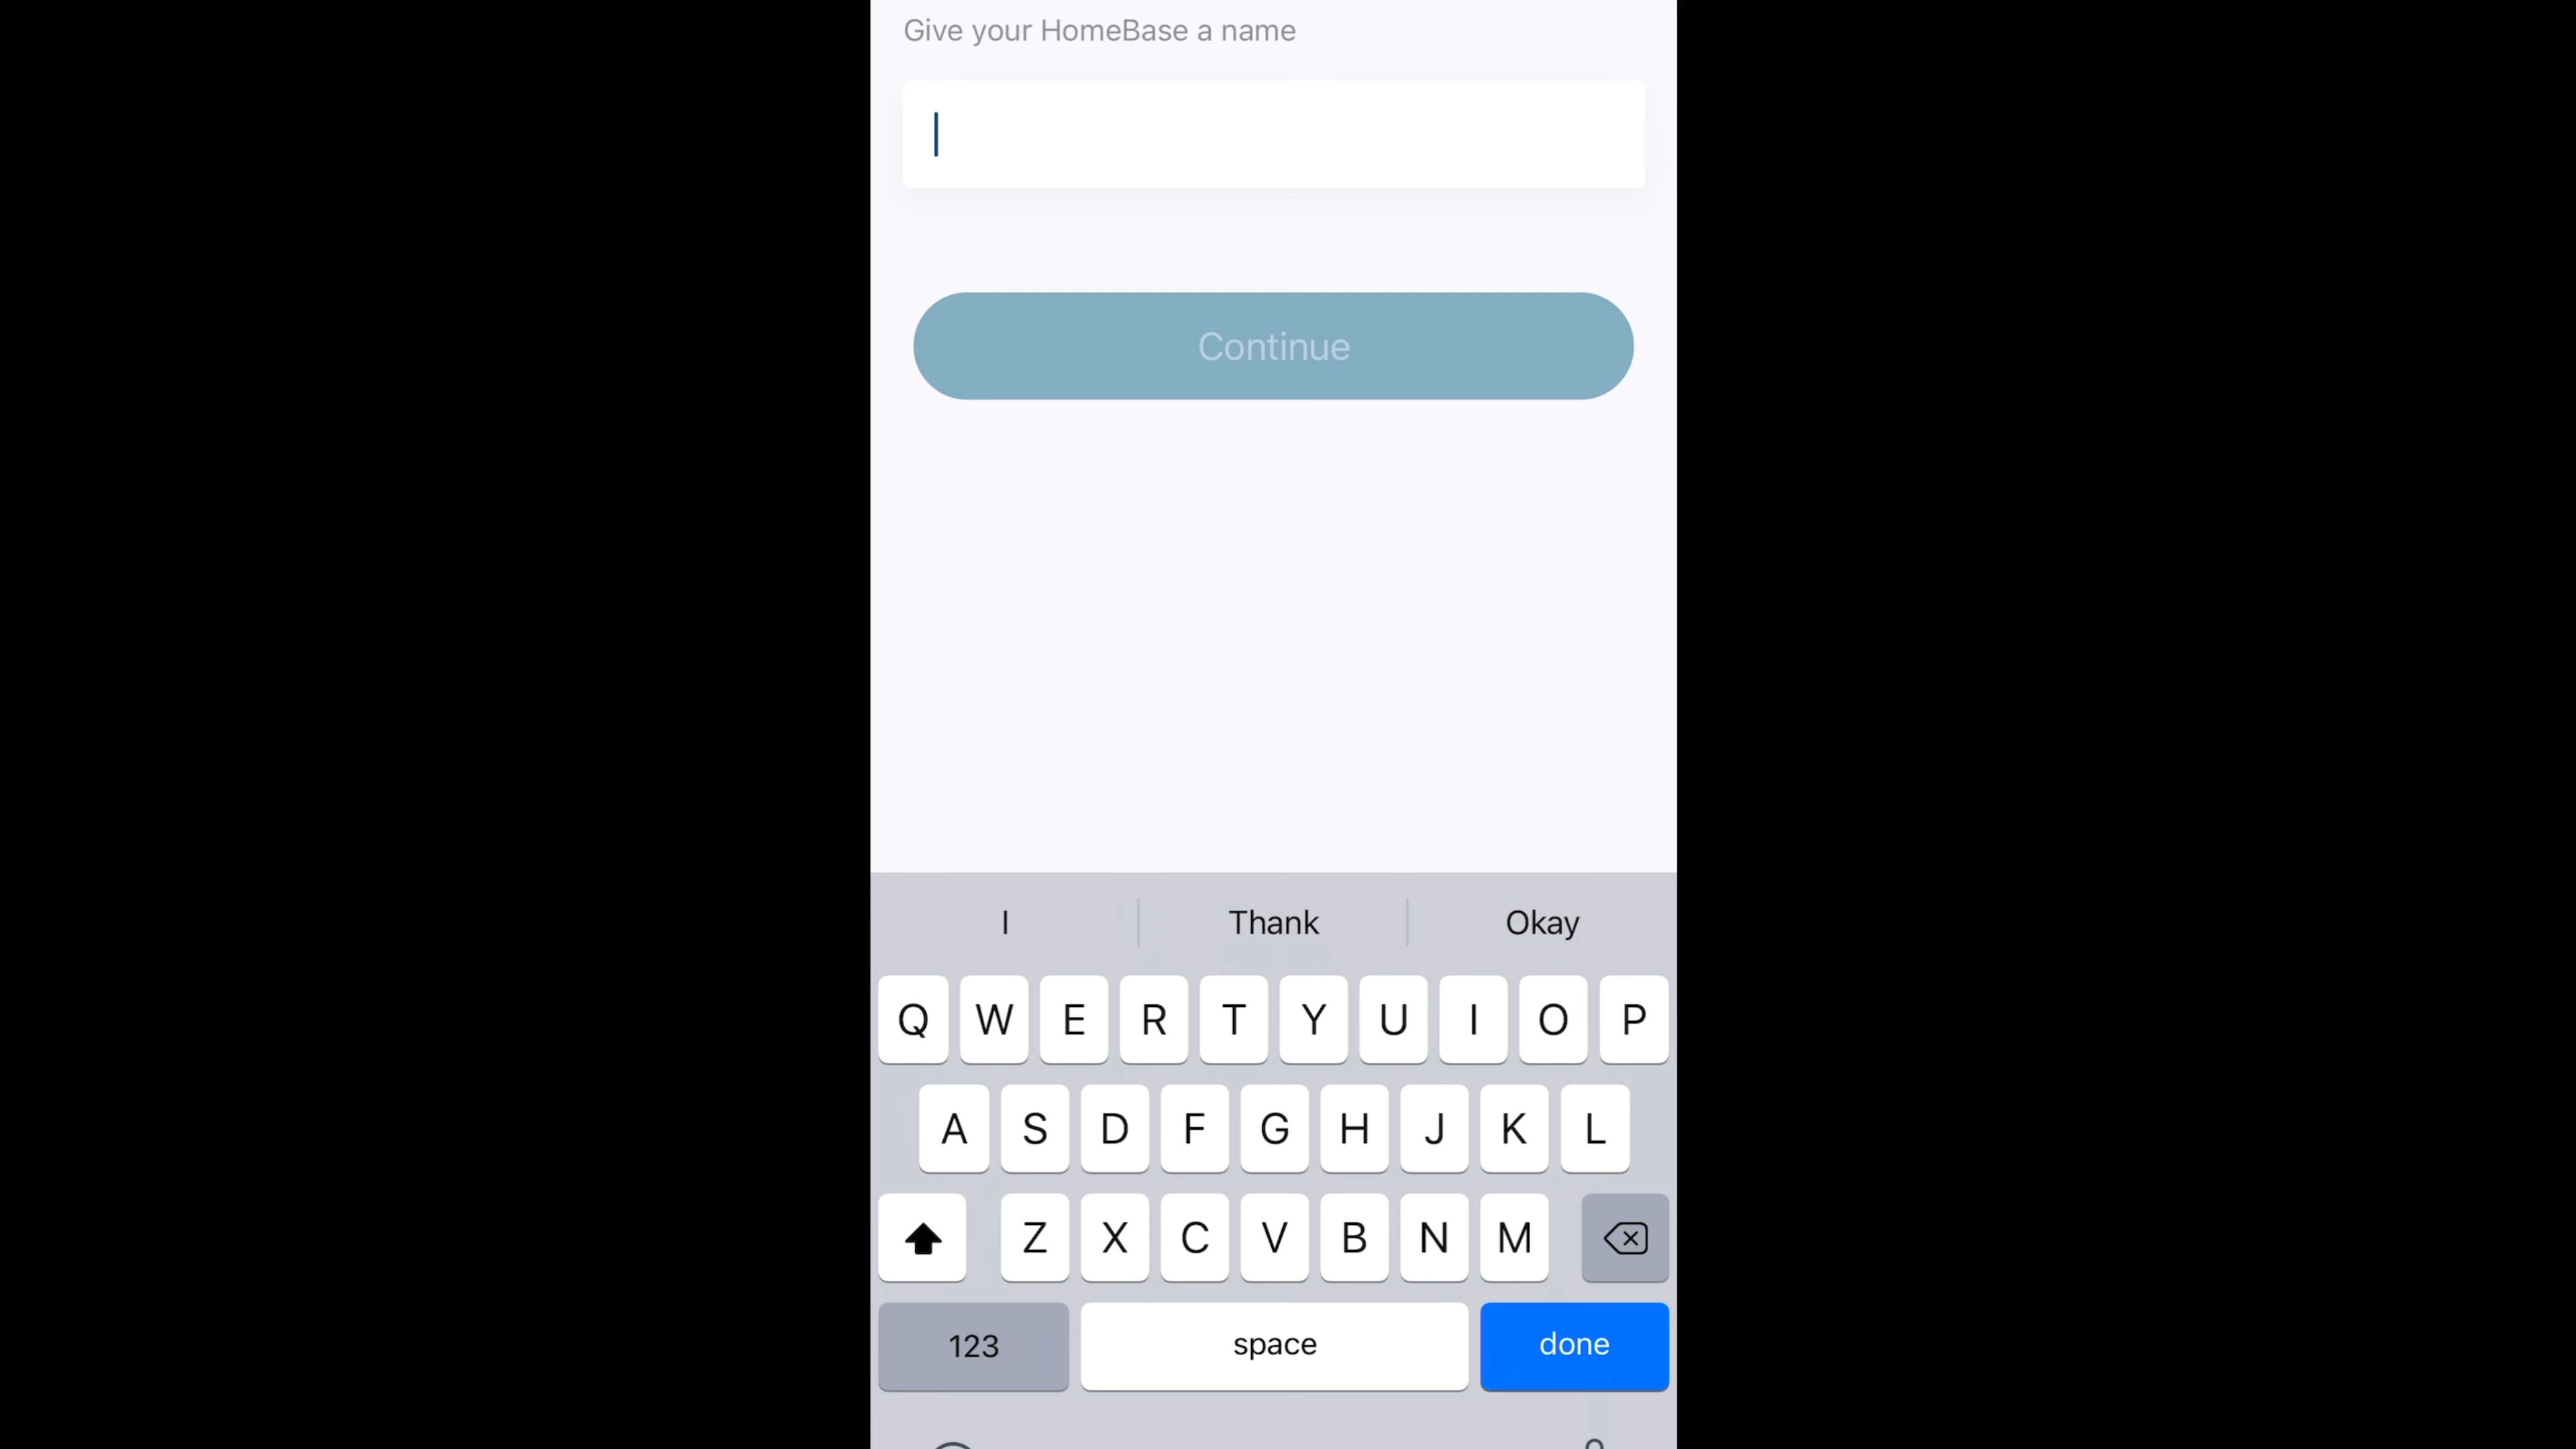 Give your HomeBase a name
Continue
I Thank Okay
Q W E R T Y U I O P
A S D F G H J K L
Z X C V B N M
123 space done